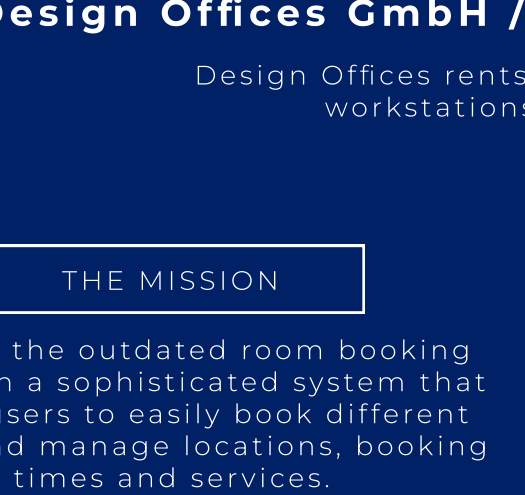 Design Offices GmbH /
Design Offices rents
workstations
THE MISSION
the outdated room booking
a sophisticated system that
users to easily book different
and manage locations, booking
times and services.